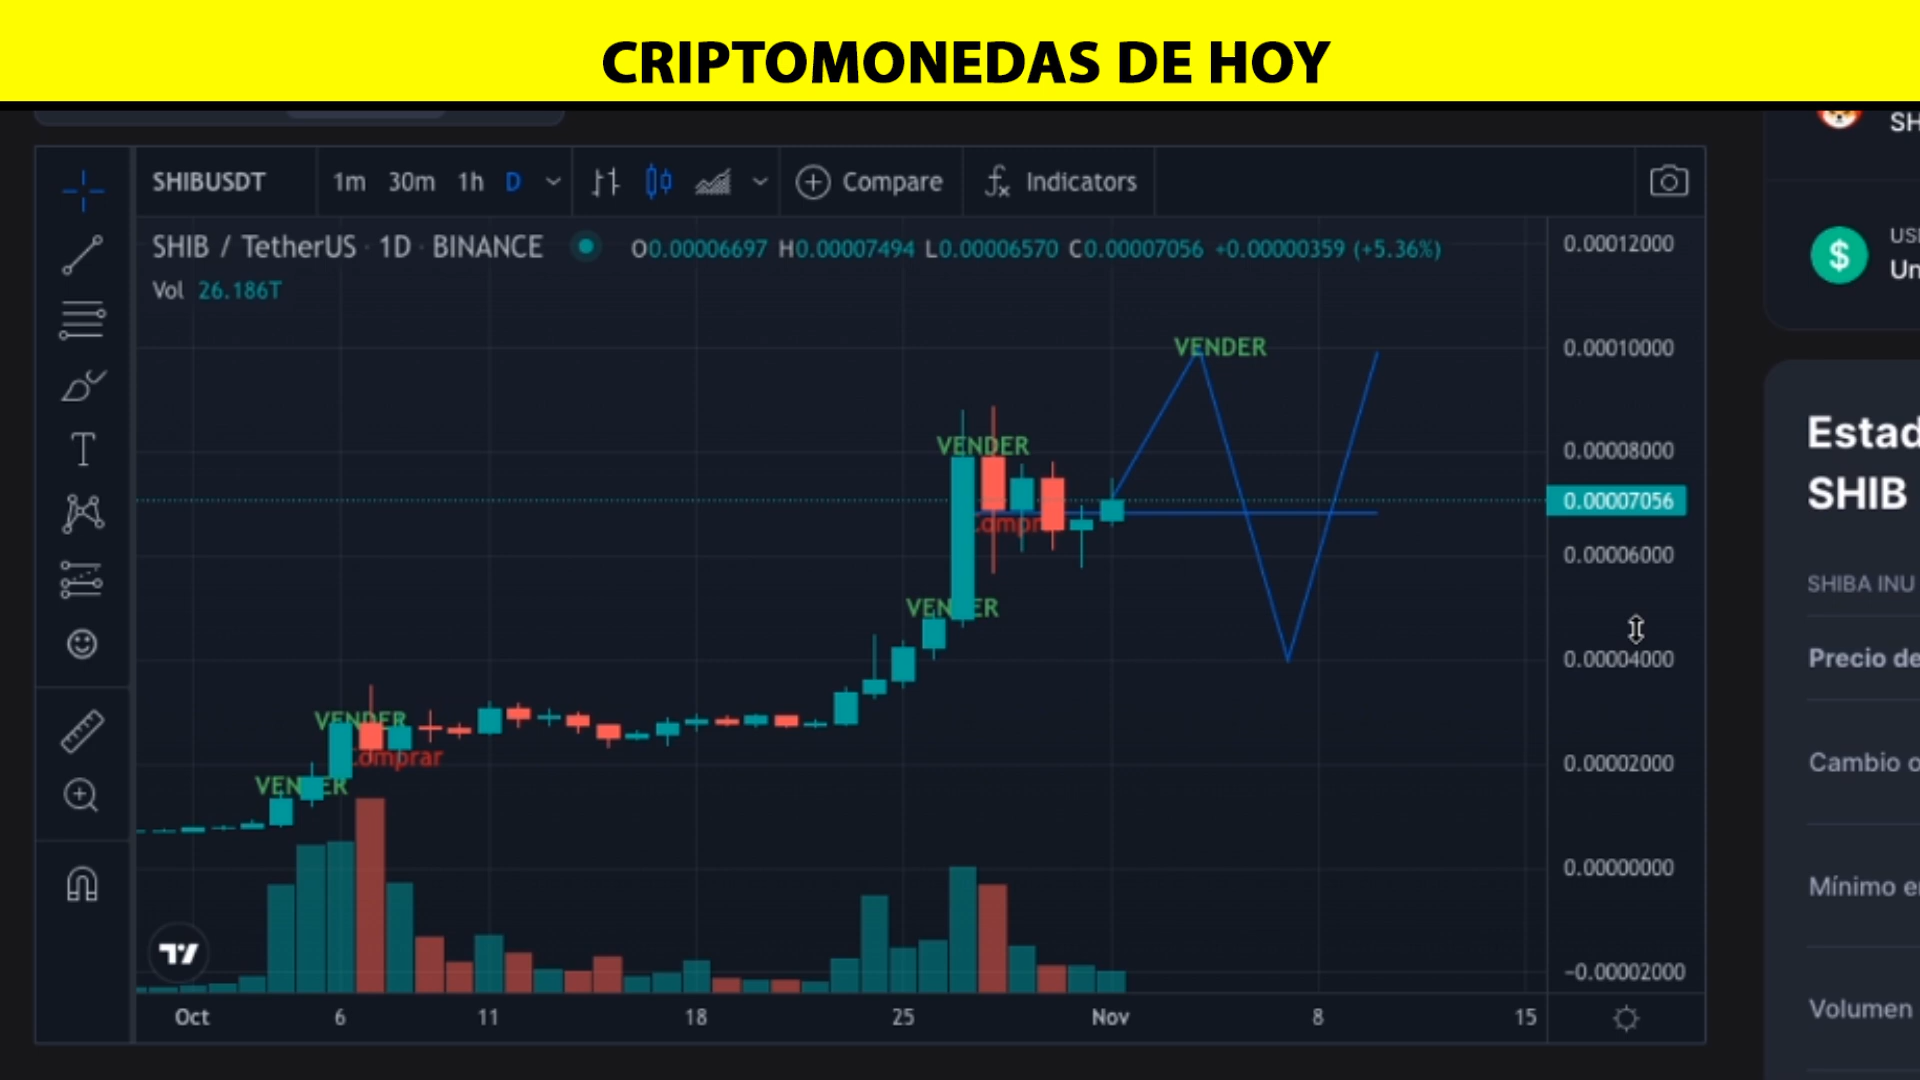 CRIPTOMONEDAS DE HOY
SH
SHIBUSDT 1m 30m 1h D Compare Indicators
SHIB / TetherUS · 1D · BINANCE O0.00006697 H0.00007494 L0.00006570 C0.00007056 +0.00000359 (+5.36%)
Vol 26.186T
0.00012000
$
Un
VENDER
0.00010000
VENDER
0.00008000
0.00007056
0.00006000
VENDER
0.00004000
VENDER
Comprar
0.00002000
VENDER
0.00000000
-0.00002000
Oct 6 11 18 25 Nov 8 15
Estad
SHIB
SHIBA INU
Precio de
Cambio
Mínimo
Volumen